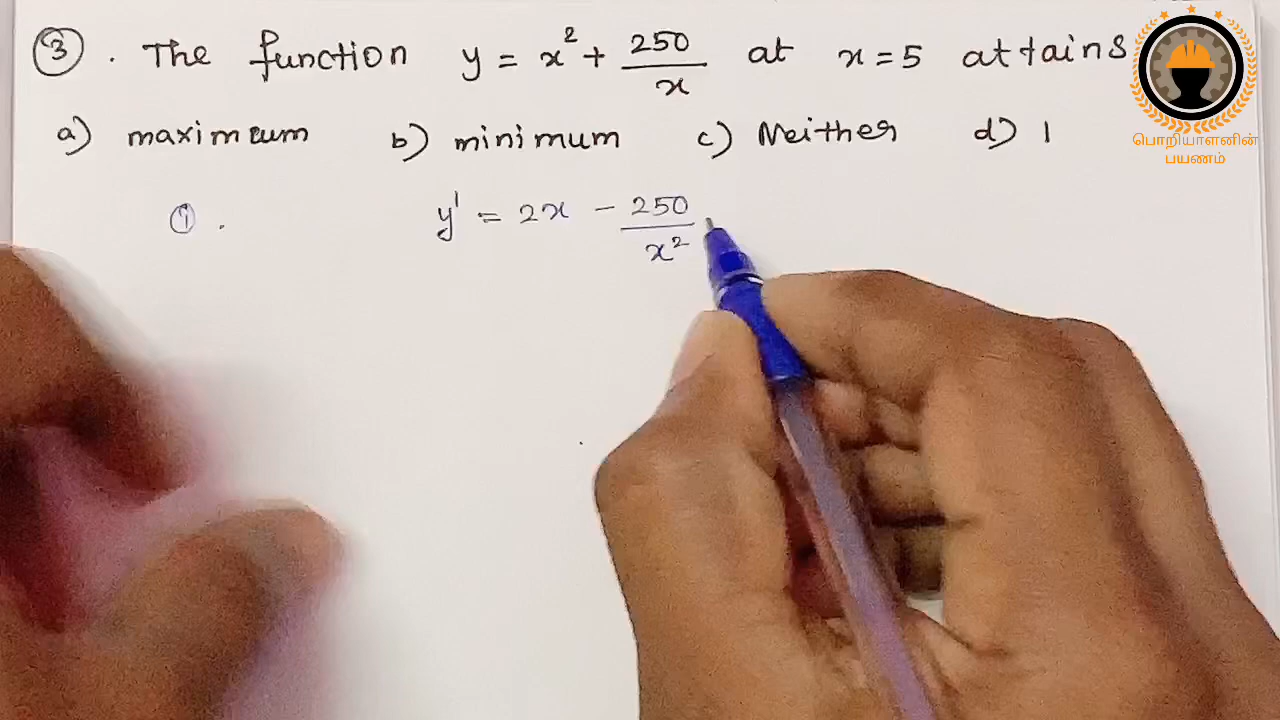 ③. The function y = x² + 250/x at x = 5 attains
a) maximum b) minimum c) Neither d) 1
பொறியாளனின்
பயணம்
① . y' = 2x - 250/x²